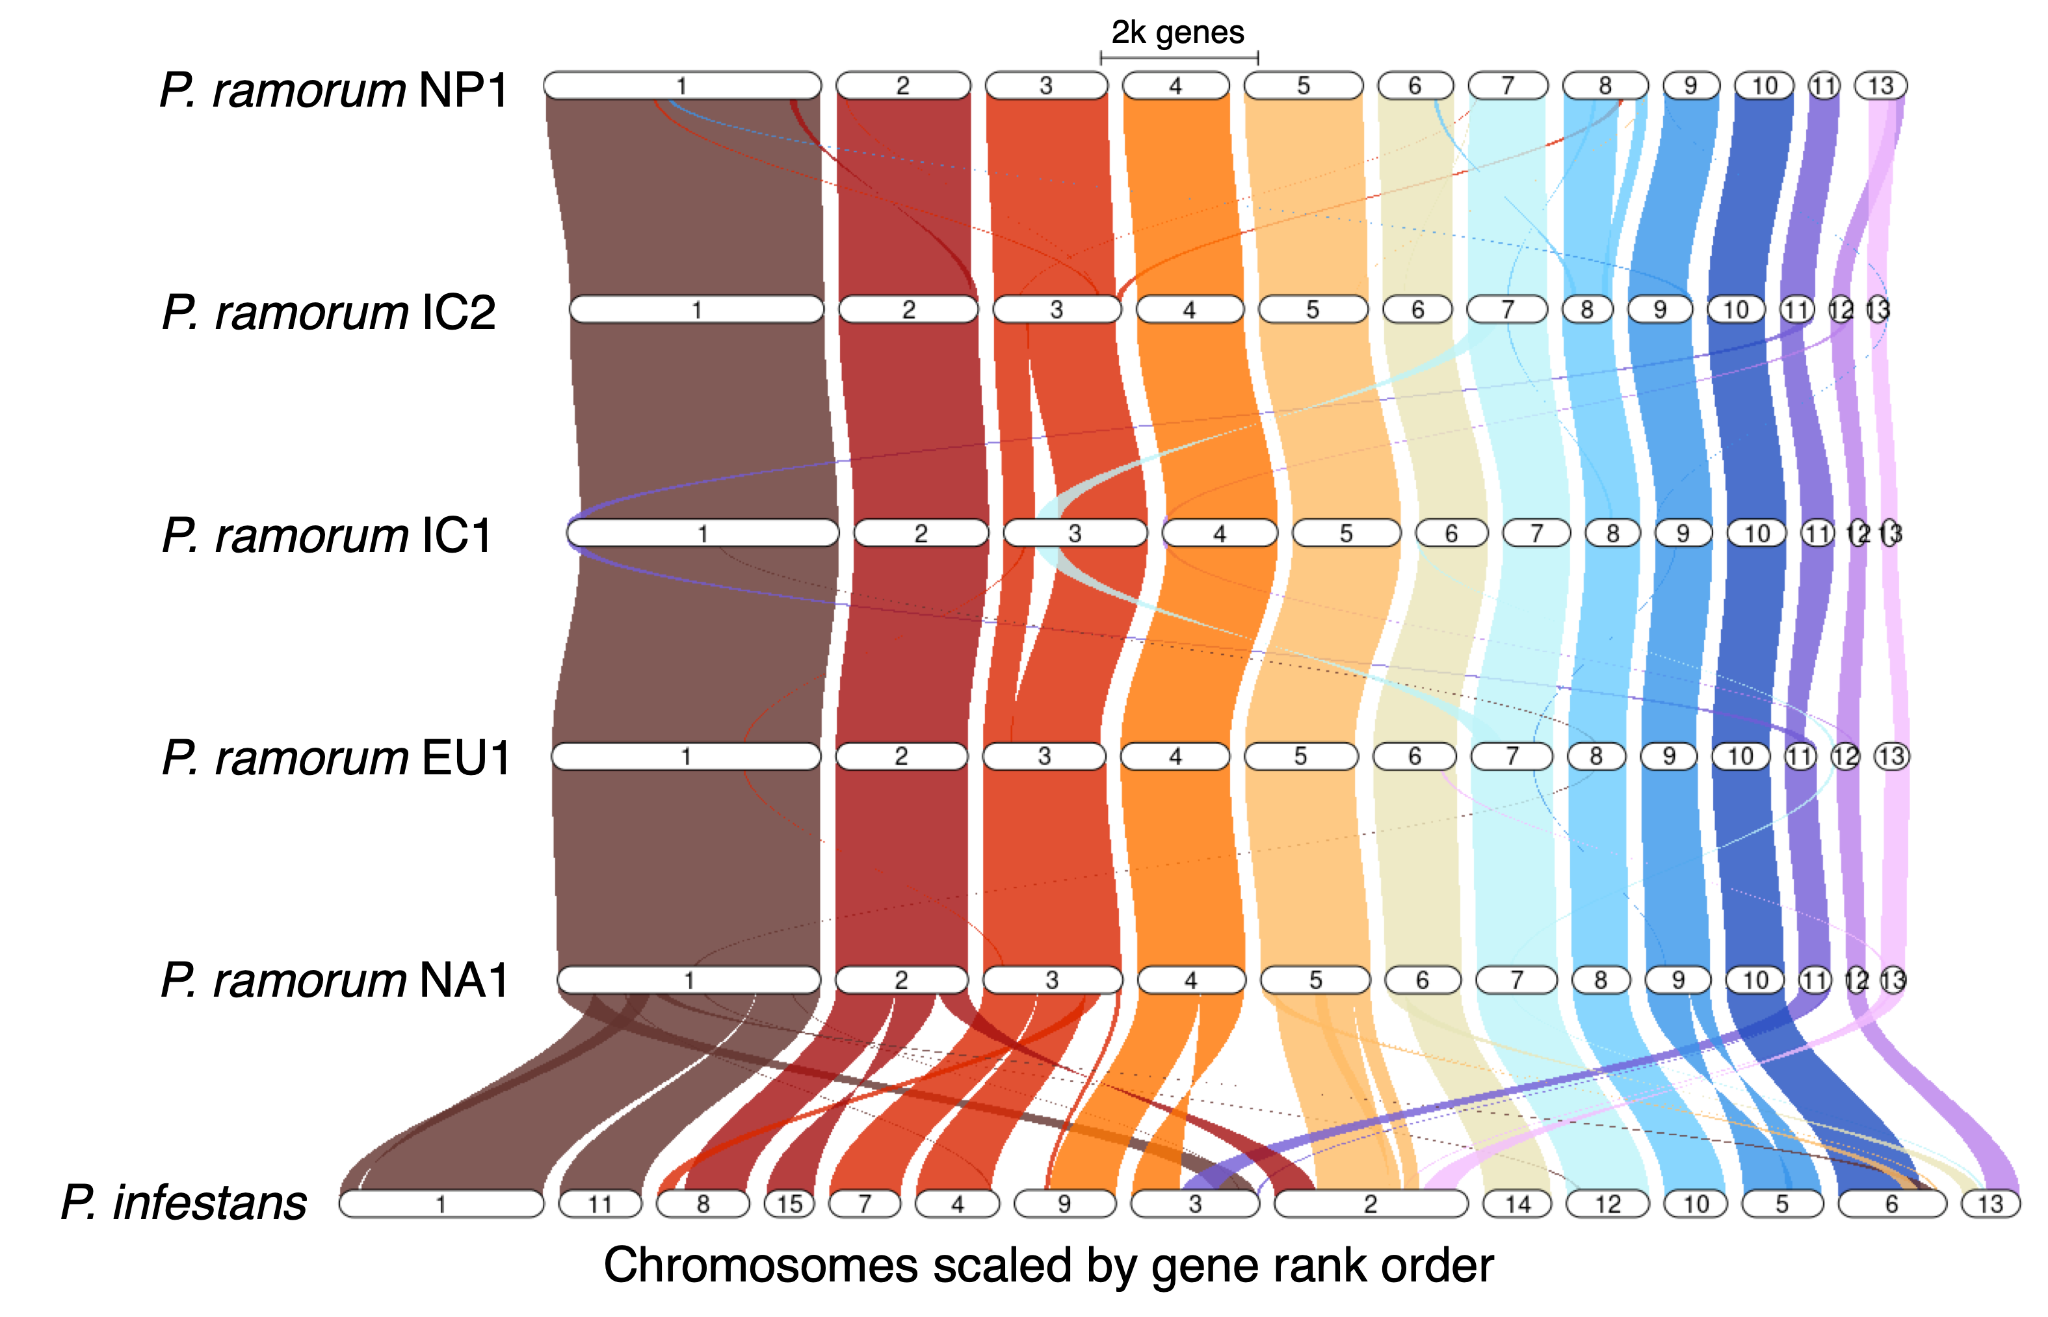 2k genes
P. ramorum NP1 1 2 3 4 5 6 7 8 9 10 11 13
P. ramorum IC2 1 2 3 4 5 6 7 8 9 10 11 12 13
P. ramorum IC1 1 2 3 4 5 6 7 8 9 10 11 12 13
P. ramorum EU1 1 2 3 4 5 6 7 8 9 10 11 12 13
P. ramorum NA1 1 2 3 4 5 6 7 8 9 10 11 12 13
P. infestans 1 11 8 15 7 4 9 3 2 14 12 10 5 6 13
Chromosomes scaled by gene rank order